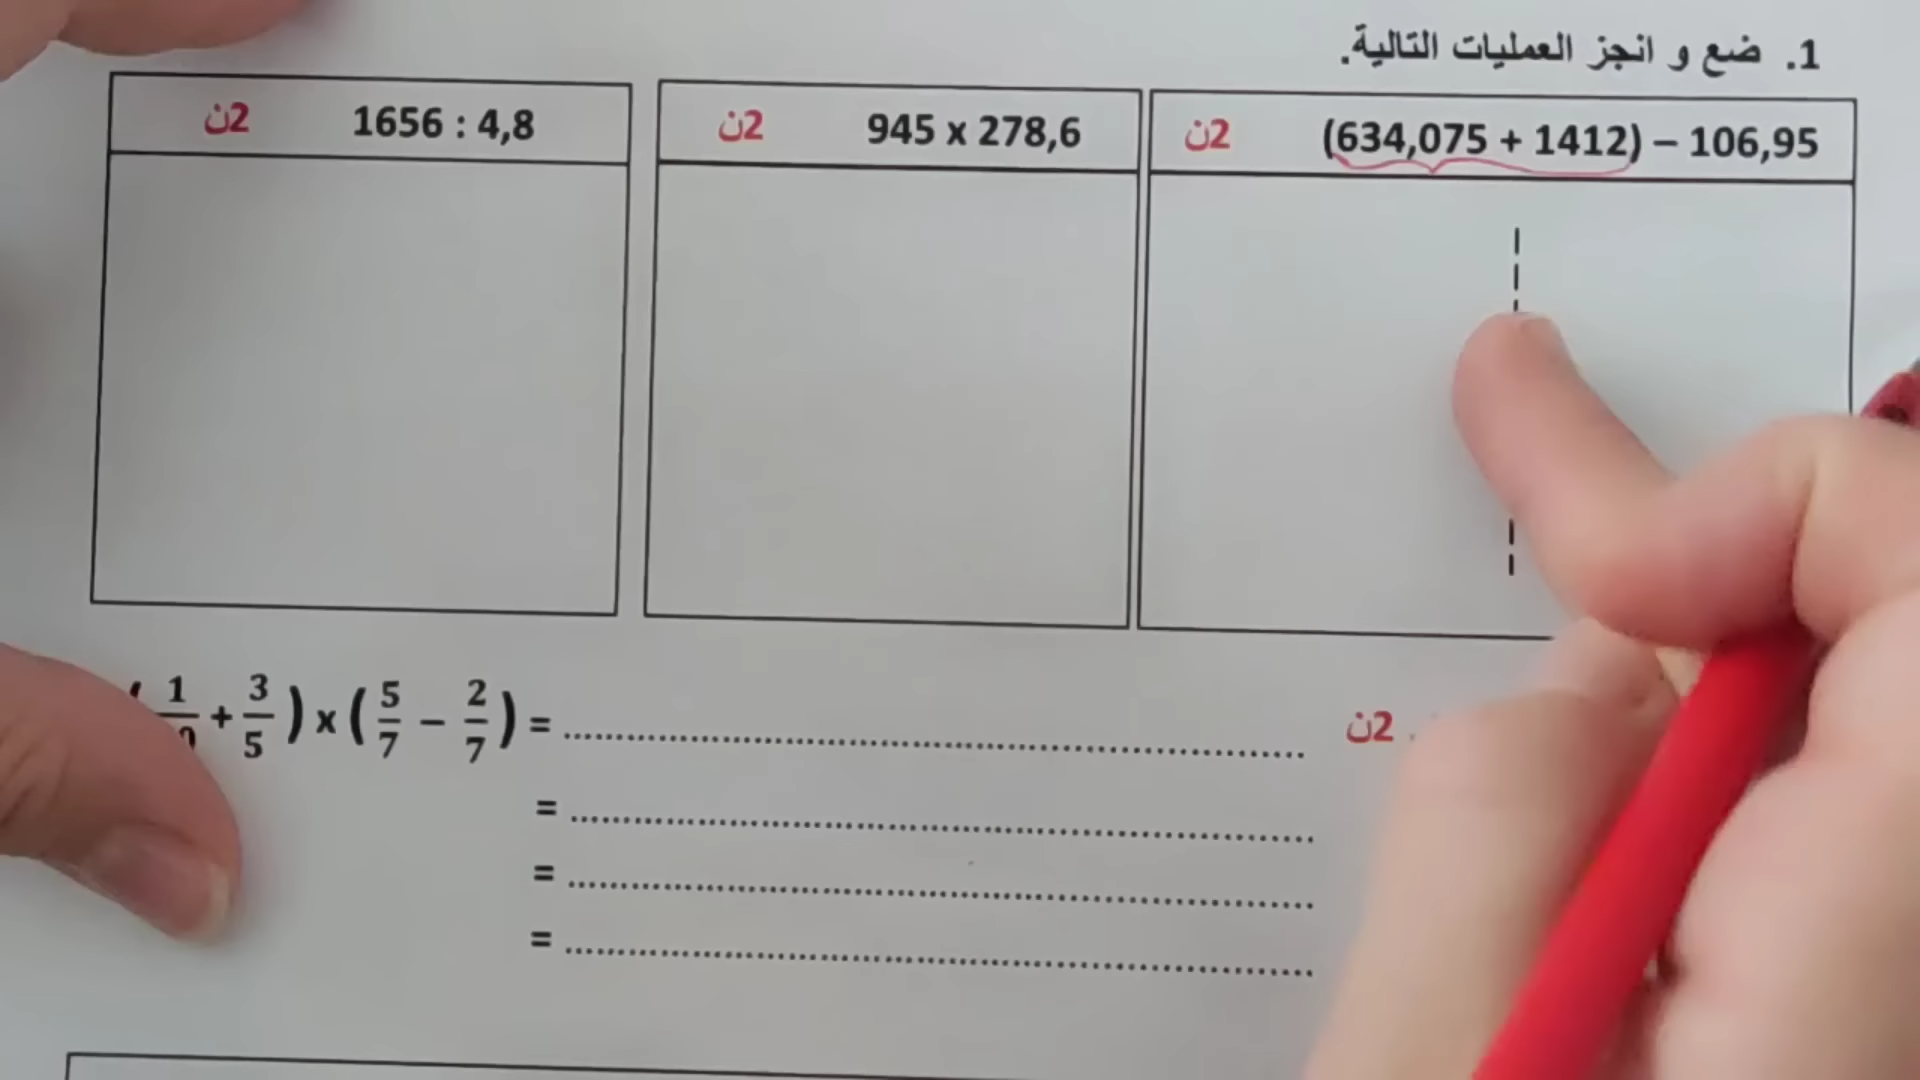 1. ضع و انجز العمليات التالية.
(634,075 + 1412) – 106,95 2ن
945 x 278,6 2ن
1656 : 4,8 2ن
+ 3/5 ) x ( 5/7 – 2/7 ) = ........................ 2ن
= ........................
= ........................
= ........................